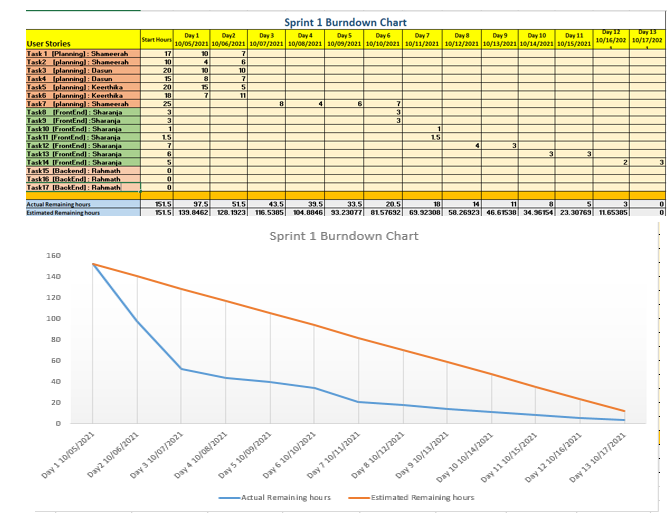 Sprint 1 Burndown Chart
User Stories Start Hours Day 1 10/05/2021 Day2 10/06/2021 Day 3 10/07/2021 Day 4 10/08/2021 Day 5 10/09/2021 Day 6 10/10/2021 Day 7 10/11/2021 Day 8 10/12/2021 Day 9 10/13/2021 Day 10 10/14/2021 Day 11 10/15/2021 Day 12 10/16/202 1 Day 13 10/17/202 1
Task 1 [Planning] : Shameerah 17 10 7
Task2 [planning] : Shameerah 10 4 6
Task3 [planning] : Dasun 20 10 10
Task4 [planning] : Dasun 15 8 7
Task5 [planning] : Keerthika 20 15 5
Task6 [planning] : Keerthika 18 7 11
Task7 [planning] : Shameerah 25 8 4 6 7
Task8 [FrontEnd] : Sharanja 3 3
Task9 [FrontEnd] : Sharanja 3 3
Task10 [FrontEnd] : Sharanja 1 1
Task11 [FrontEnd] : Sharanja 1.5 1.5
Task12 [FrontEnd] : Sharanja 7 4 3
Task13 [FrontEnd] : Sharanja 6 3 3
Task14 [FrontEnd] : Sharanja 5 2 3
Task15 [Backend] : Rahmath 0
Task16 [BackEnd] : Rahmath 0
Task17 [BackEnd] : Rahmath 0
Actual Remaining hours 151.5 97.5 51.5 43.5 39.5 33.5 20.5 18 14 11 8 5 3 0
Estimated Remaining hours 151.5 139.8462 128.1923 116.5385 104.8846 93.23077 81.57692 69.92308 58.26923 46.61538 34.96154 23.30769 11.65385 0
Sprint 1 Burndown Chart
160
140
120
100
80
60
40
20
0
Day 1 10/05/2021
Day2 10/06/2021
Day 3 10/07/2021
Day 4 10/08/2021
Day 5 10/09/2021
Day 6 10/10/2021
Day 7 10/11/2021
Day 8 10/12/2021
Day 9 10/13/2021
Day 10 10/14/2021
Day 11 10/15/2021
Day 12 10/16/2021
Day 13 10/17/2021
Actual Remaining hours
Estimated Remaining hours